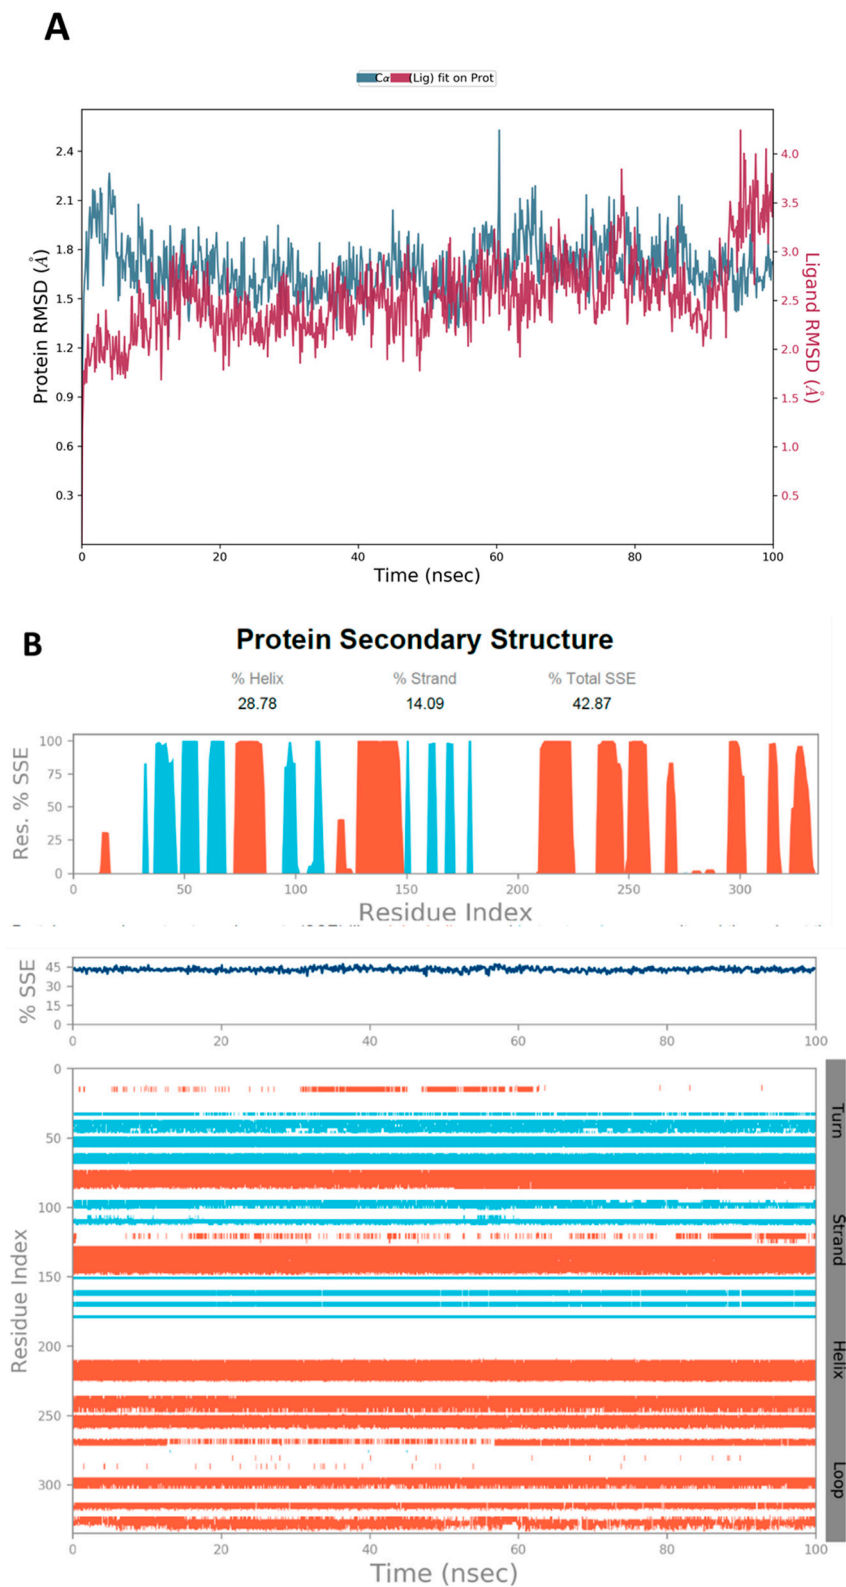 A
Cα (Lig) fit on Prot
Protein RMSD (Å)
2.4
2.1
1.8
1.5
1.2
0.9
0.6
0.3
4.0
3.5
3.0
2.5
2.0
1.5
1.0
0.5
Ligand RMSD (Å)
0 20 40 60 80 100
Time (nsec)
B
Protein Secondary Structure
% Helix % Strand % Total SSE
28.78 14.09 42.87
Res. % SSE
100
75
50
25
0
0 50 100 150 200 250 300
Residue Index
% SSE
45
30
15
0
0 20 40 60 80 100
Residue Index
0
50
100
150
200
250
300
Turn
Strand
Helix
Loop
0 20 40 60 80 100
Time (nsec)